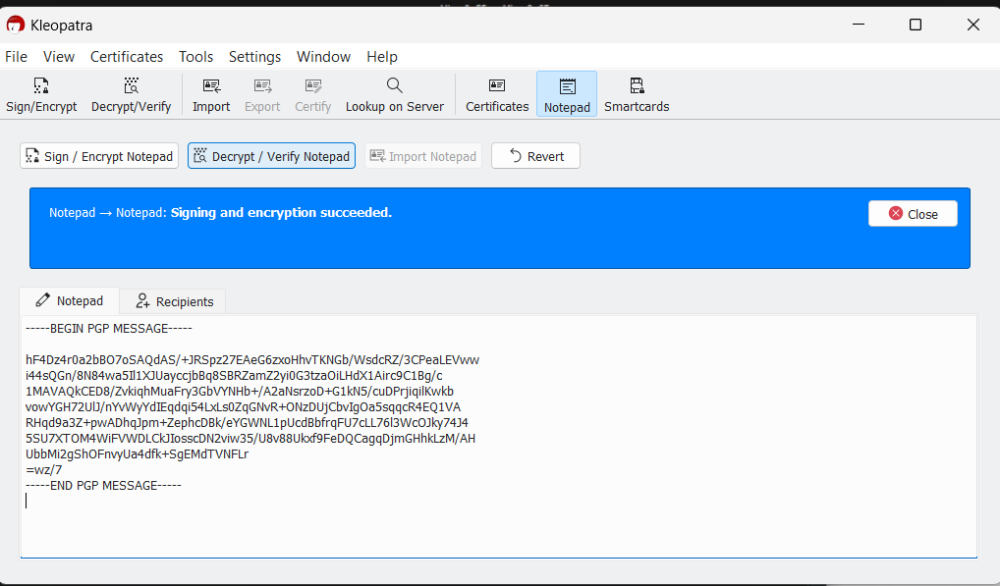 Kleopatra
File View Certificates Tools Settings Window Help
Sign/Encrypt Decrypt/Verify Import Export Certify Lookup on Server Certificates Notepad Smartcards
Sign / Encrypt Notepad Decrypt / Verify Notepad Import Notepad Revert
Notepad → Notepad: Signing and encryption succeeded. Close
Notepad Recipients
-----BEGIN PGP MESSAGE-----
hF4Dz4r0a2bBO7oSAQdAS/+JRSpz27EAeG6zxoHhvTKNGb/WsdcRZ/3CPeaLEVww
i44sQGn/8N84wa5Il1XJUayccjbBq8SBRZamZ2yi0G3tzaOiLHdX1Airc9C1Bg/c
1MAVAQkCED8/ZvkiqhMuaFry3GbVYNHb+/A2aNsrzoD+G1kN5/cuDPrjiqilKwkb
vowYGH72UlJ/nYvWyYdIEqdqi54LxLs0ZqGNvR+ONzDUjCbvIgOa5sqqcR4EQ1VA
RHqd9a3Z+pwADhqJpm+ZephcDBk/eYGWNL1pUcdBbfrqFU7cLL76l3WcOJky74J4
5SU7XTOM4WiFVWDLCkJIosscDN2viw35/U8v88Ukxf9FeDQCagqDjmGHhkLzM/AH
UbbMi2gShOFnvyUa4dfk+SgEMdTVNFLr
=wz/7
-----END PGP MESSAGE-----